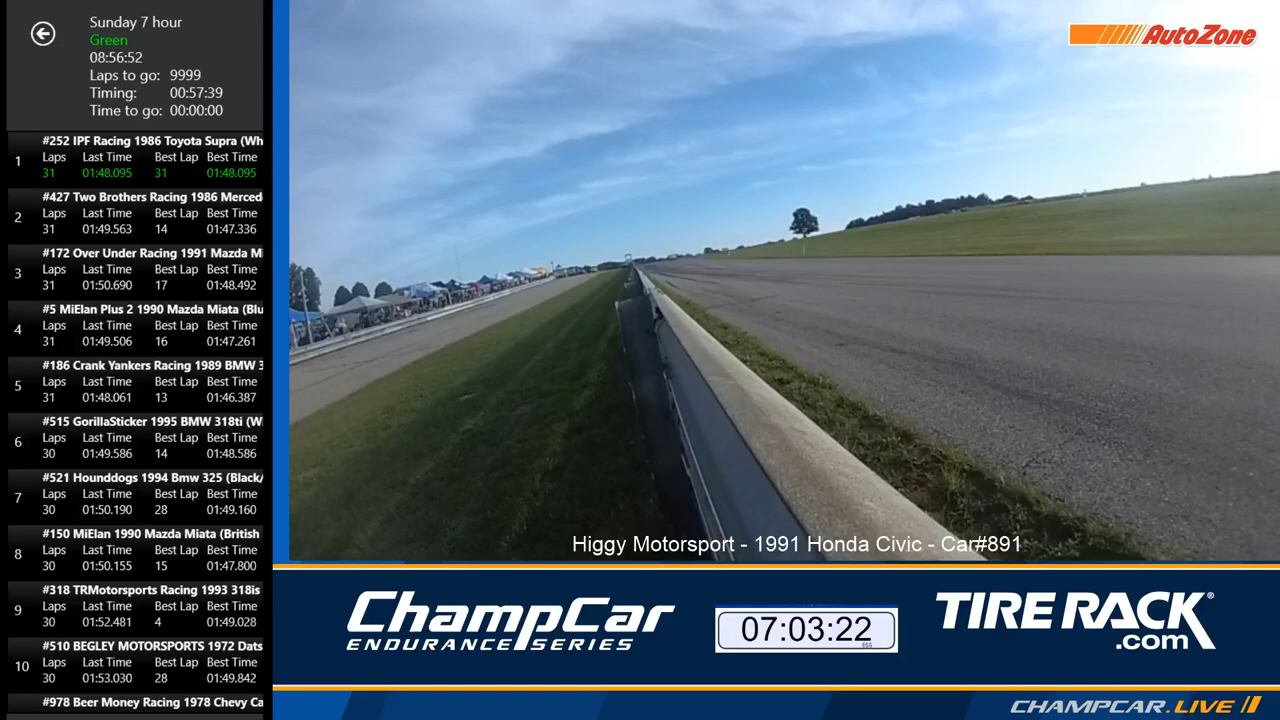 Sunday 7 hour
Green
08:56:52
Laps to go: 9999
Timing: 00:57:39
Time to go: 00:00:00
#252 IPF Racing 1986 Toyota Supra (Wh
1
Laps Last Time Best Lap Best Time
31 01:48.095 31 01:48.095
#427 Two Brothers Racing 1986 Merced
2
Laps Last Time Best Lap Best Time
31 01:49.563 14 01:47.336
#172 Over Under Racing 1991 Mazda Mi
3
Laps Last Time Best Lap Best Time
31 01:50.690 17 01:48.492
#5 MiElan Plus 2 1990 Mazda Miata (Blu
4
Laps Last Time Best Lap Best Time
31 01:49.506 16 01:47.261
#186 Crank Yankers Racing 1989 BMW 3
5
Laps Last Time Best Lap Best Time
31 01:48.061 13 01:46.387
#515 GorillaSticker 1995 BMW 318ti (W
6
Laps Last Time Best Lap Best Time
30 01:49.586 14 01:48.586
#521 Hounddogs 1994 Bmw 325 (Black/
7
Laps Last Time Best Lap Best Time
30 01:50.190 28 01:49.160
#150 MiElan 1990 Mazda Miata (British
8
Laps Last Time Best Lap Best Time
30 01:50.155 15 01:47.800
#318 TRMotorsports Racing 1993 318is
9
Laps Last Time Best Lap Best Time
30 01:52.481 4 01:49.028
#510 BEGLEY MOTORSPORTS 1972 Dats
10
Laps Last Time Best Lap Best Time
30 01:53.030 28 01:49.842
#978 Beer Money Racing 1978 Chevy Ca
AutoZone
Higgy Motorsport - 1991 Honda Civic - Car#891
ChampCar
ENDURANCE SERIES
07:03:22
TIRE RACK®
.com
CHAMPCAR.LIVE